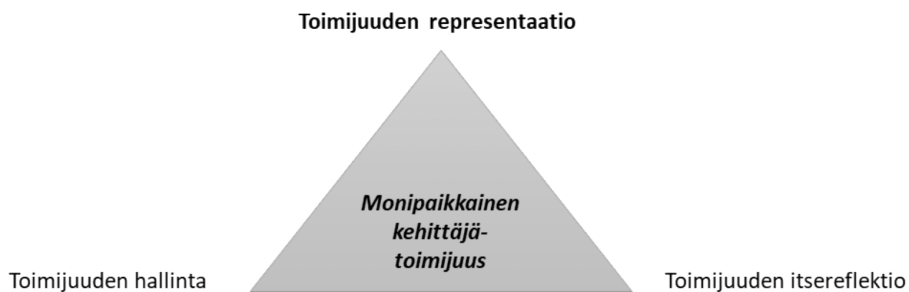 Toimijuuden representaatio
Monipaikkainen
kehittäjä-
toimijuus
Toimijuuden hallinta
Toimijuuden itsereflektio